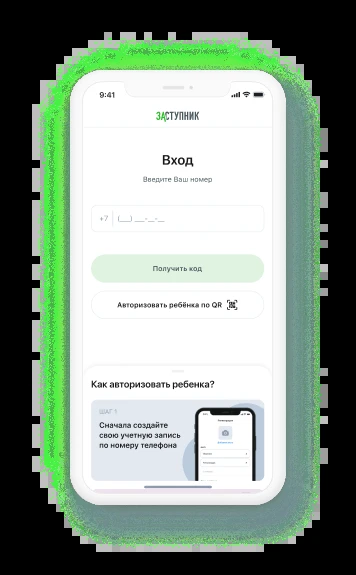 9:41
ЗАСТУПНИК
Вход
Введите Ваш номер
+7 (___) ___-__-__
Получить код
Авторизовать ребёнка по QR
Как авторизовать ребенка?
ШАГ 1
Сначала создайте
свою учетную запись
по номеру телефона